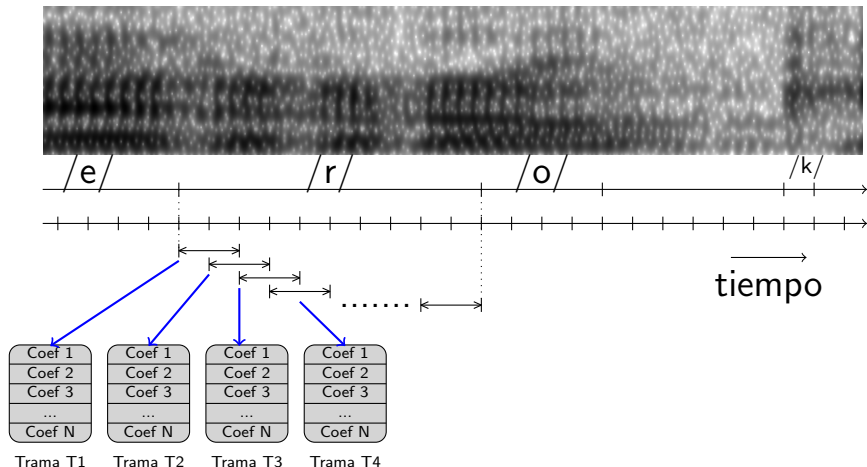 /e/ /r/ /o/ /k/
tiempo
Coef 1 Coef 1 Coef 1 Coef 1
Coef 2 Coef 2 Coef 2 Coef 2
Coef 3 Coef 3 Coef 3 Coef 3
... ... ... ...
Coef N Coef N Coef N Coef N
Trama T1 Trama T2 Trama T3 Trama T4